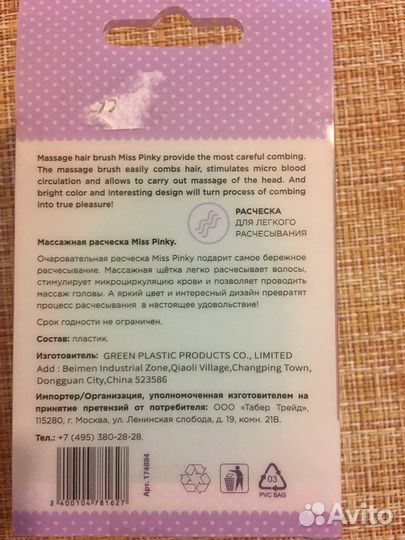 Massage hair brush Miss Pinky provide the most careful combing.
The massage brush easily combs hair, stimulates micro blood
circulation and allows to carry out massage of the head. And
bright color and interesting design will turn process of combing
into true pleasure!
РАСЧЕСКА
ДЛЯ ЛЕГКОГО
РАСЧЕСЫВАНИЯ
Массажная расческа Miss Pinky.
Очаровательная расческа Miss Pinky подарит самое бережное
расчесывание. Массажная щётка легко расчесывает волосы,
стимулирует микроциркуляцию крови и позволяет проводить
массаж головы. А яркий цвет и интересный дизайн превратят
процесс расчесывания в настоящее удовольствие!
Срок годности не ограничен.
Состав: пластик.
Изготовитель: GREEN PLASTIC PRODUCTS CO., LIMITED
Add : Beimen Industrial Zone,Qiaoli Village,Changping Town,
Dongguan City,China 523586
Импортер/Организация, уполномоченная изготовителем на
принятие претензий от потребителя: ООО «Табер Трейд»,
115280, г. Москва, ул. Ленинская слобода, д. 19, комн. 21В.
Тел.: +7 (495) 380-28-28.
2 400104 781627
Арт. 174884
03
PVC BAG
Avito